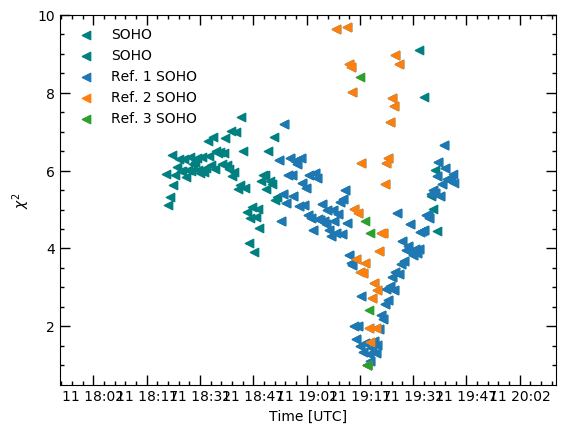 10
8
6
4
2
χ²
SOHO
SOHO
Ref. 1 SOHO
Ref. 2 SOHO
Ref. 3 SOHO
11 18:02 11 18:17 11 18:32 11 18:47 11 19:02 11 19:17 11 19:32 11 19:47 11 20:02
Time [UTC]